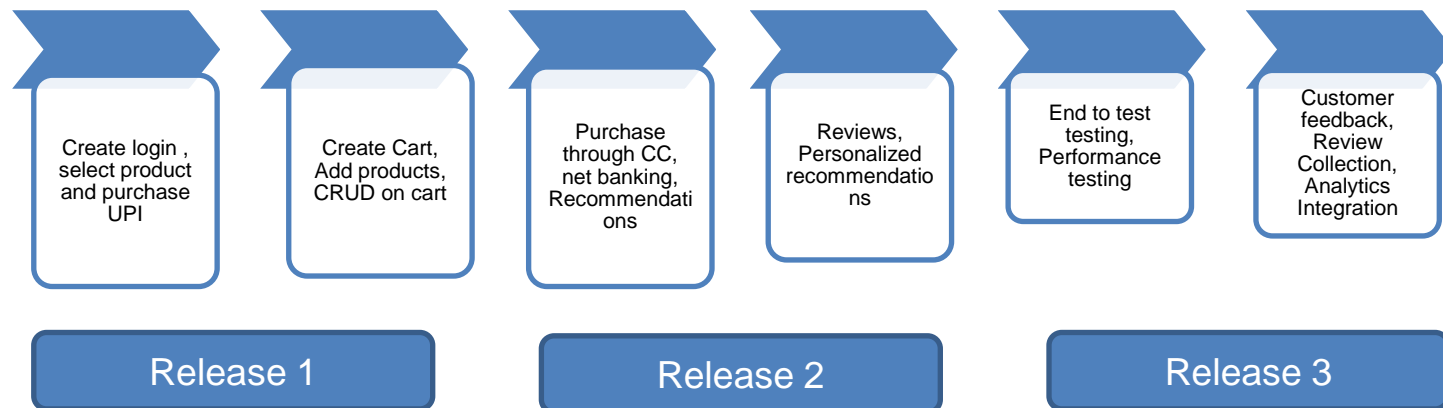 Create login ,
select product
and purchase
UPI
Create Cart,
Add products,
CRUD on cart
Purchase
through CC,
net banking,
Recommendati
ons
Reviews,
Personalized
recommendatio
ns
End to test
testing,
Performance
testing
Customer
feedback,
Review
Collection,
Analytics
Integration
Release 1
Release 2
Release 3